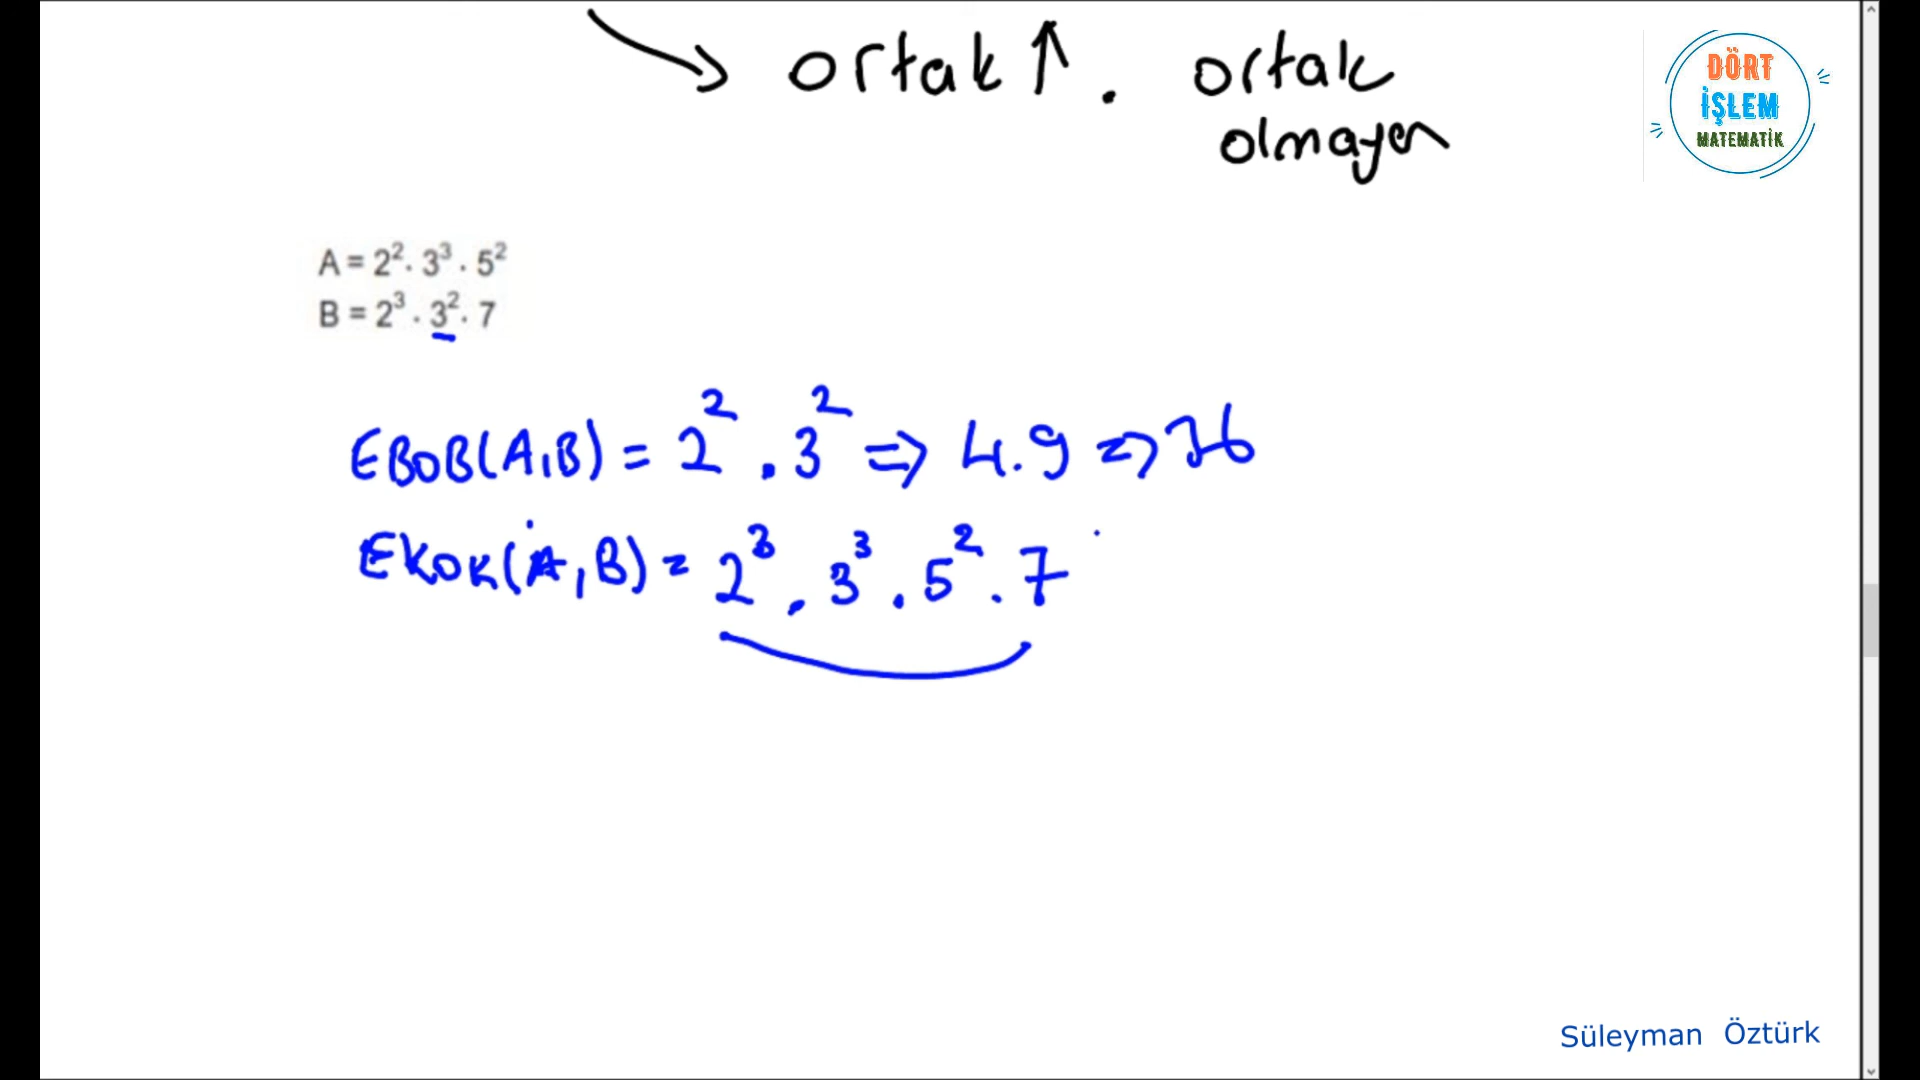 ortak ↑ . ortak
olmayan
DÖRT
İŞLEM
MATEMATİK
A = 2² . 3³ . 5²
B = 2³ . 3² . 7
EBOB(A,B) = 2² . 3² => 4.9 => 36
EKOK(A,B) = 2³ . 3³ . 5² . 7
Süleyman Öztürk